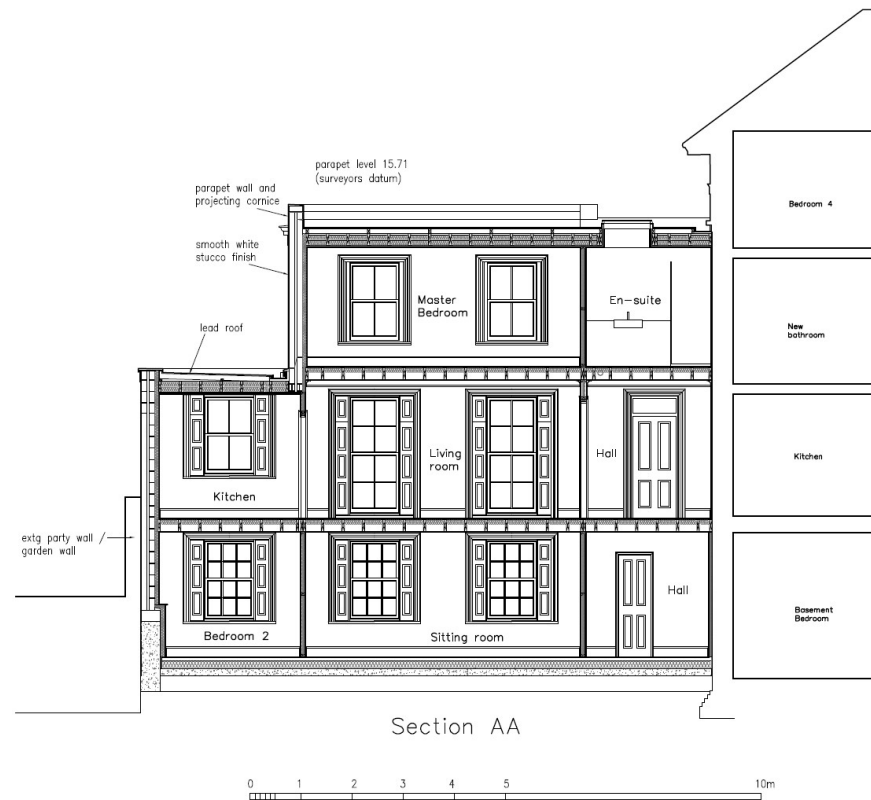 parapet level 15.71
(surveyors datum)
parapet wall and
projecting cornice
smooth white
stucco finish
lead roof
Master
Bedroom
En-suite
Bedroom 4
New
bathroom
Kitchen
Living
room
Hall
Kitchen
extg party wall /
garden wall
Bedroom 2
Sitting room
Hall
Basement
Bedroom
Section AA
0 1 2 3 4 5 10m